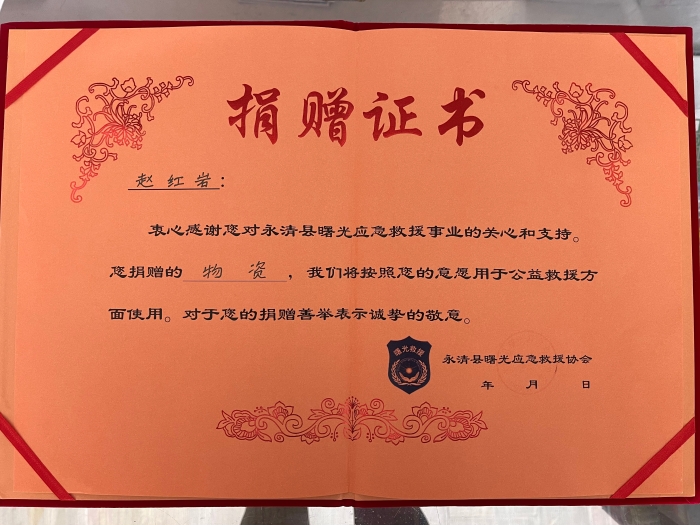 捐赠证书
赵红岩：
衷心感谢您对永清县曙光应急救援事业的关心和支持。
您捐赠的 物资 ，我们将按照您的意愿用于公益救援方
面使用。对于您的捐赠善举表示诚挚的敬意。
曙光救援
永清县曙光应急救援协会
年 月 日